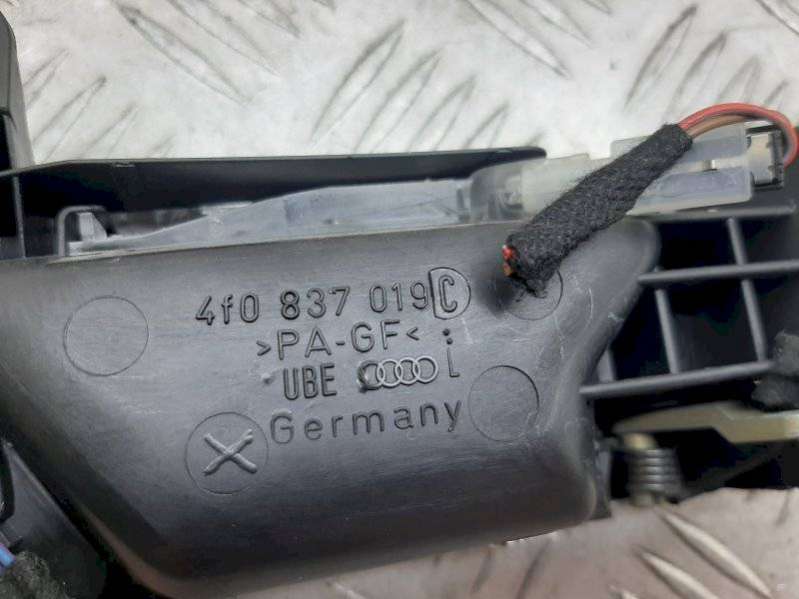 4f0 837 019 C
>PA-GF<
UBE L
Germany